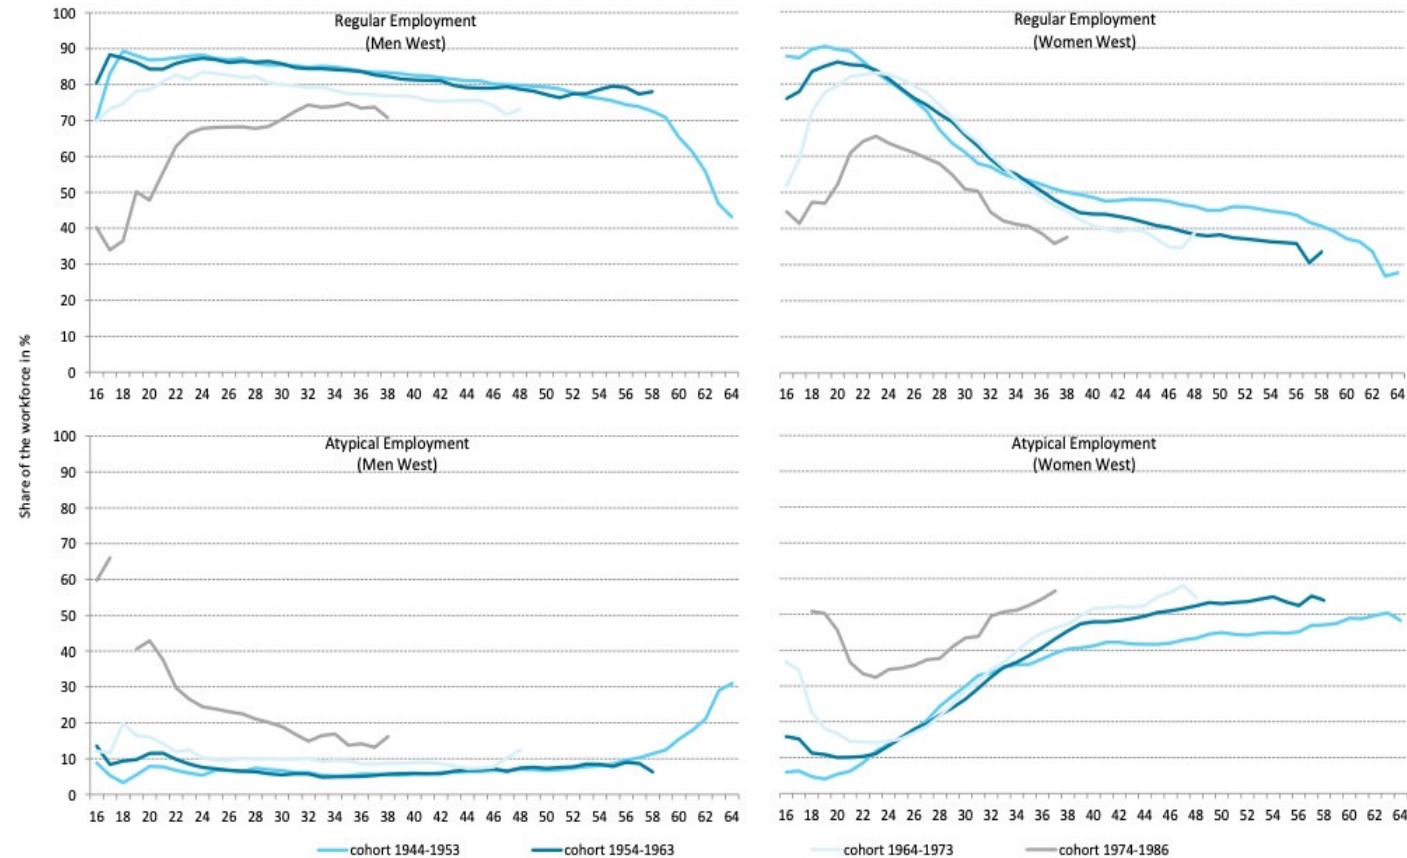 Regular Employment
(Men West)
100
90
80
70
60
50
40
30
20
10
0
16 18 20 22 24 26 28 30 32 34 36 38 40 42 44 46 48 50 52 54 56 58 60 62 64
Regular Employment
(Women West)
16 18 20 22 24 26 28 30 32 34 36 38 40 42 44 46 48 50 52 54 56 58 60 62 64
Share of the workforce in %
Atypical Employment
(Men West)
100
90
80
70
60
50
40
30
20
10
0
16 18 20 22 24 26 28 30 32 34 36 38 40 42 44 46 48 50 52 54 56 58 60 62 64
Atypical Employment
(Women West)
16 18 20 22 24 26 28 30 32 34 36 38 40 42 44 46 48 50 52 54 56 58 60 62 64
cohort 1944-1953 cohort 1954-1963 cohort 1964-1973 cohort 1974-1986